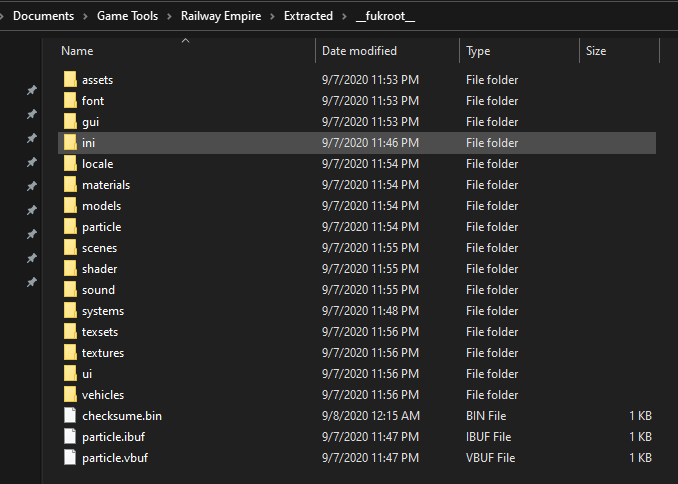 Documents > Game Tools > Railway Empire > Extracted > __fukroot__
Name Date modified Type Size
assets 9/7/2020 11:53 PM File folder
font 9/7/2020 11:53 PM File folder
gui 9/7/2020 11:53 PM File folder
ini 9/7/2020 11:46 PM File folder
locale 9/7/2020 11:54 PM File folder
materials 9/7/2020 11:54 PM File folder
models 9/7/2020 11:54 PM File folder
particle 9/7/2020 11:54 PM File folder
scenes 9/7/2020 11:55 PM File folder
shader 9/7/2020 11:55 PM File folder
sound 9/7/2020 11:55 PM File folder
systems 9/7/2020 11:48 PM File folder
texsets 9/7/2020 11:56 PM File folder
textures 9/7/2020 11:56 PM File folder
ui 9/7/2020 11:56 PM File folder
vehicles 9/7/2020 11:56 PM File folder
checksume.bin 9/8/2020 12:15 AM BIN File 1 KB
particle.ibuf 9/7/2020 11:47 PM IBUF File 1 KB
particle.vbuf 9/7/2020 11:47 PM VBUF File 1 KB